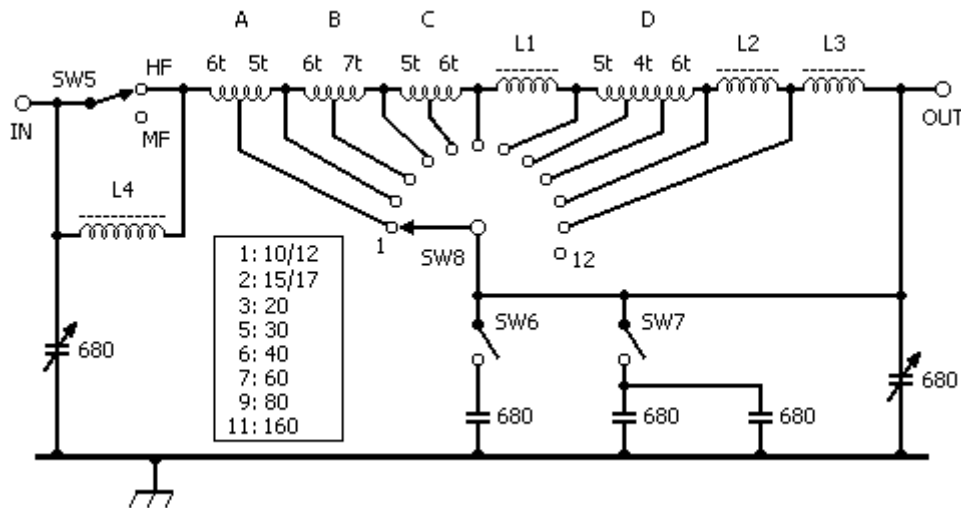 A B C D
L1 L2 L3
6t 5t 6t 7t 5t 6t 5t 4t 6t
SW5 HF
IN MF OUT
L4
1 SW8 12
1: 10/12
2: 15/17
3: 20
5: 30
6: 40
7: 60
9: 80
11: 160
SW6 SW7
680 680
680 680 680